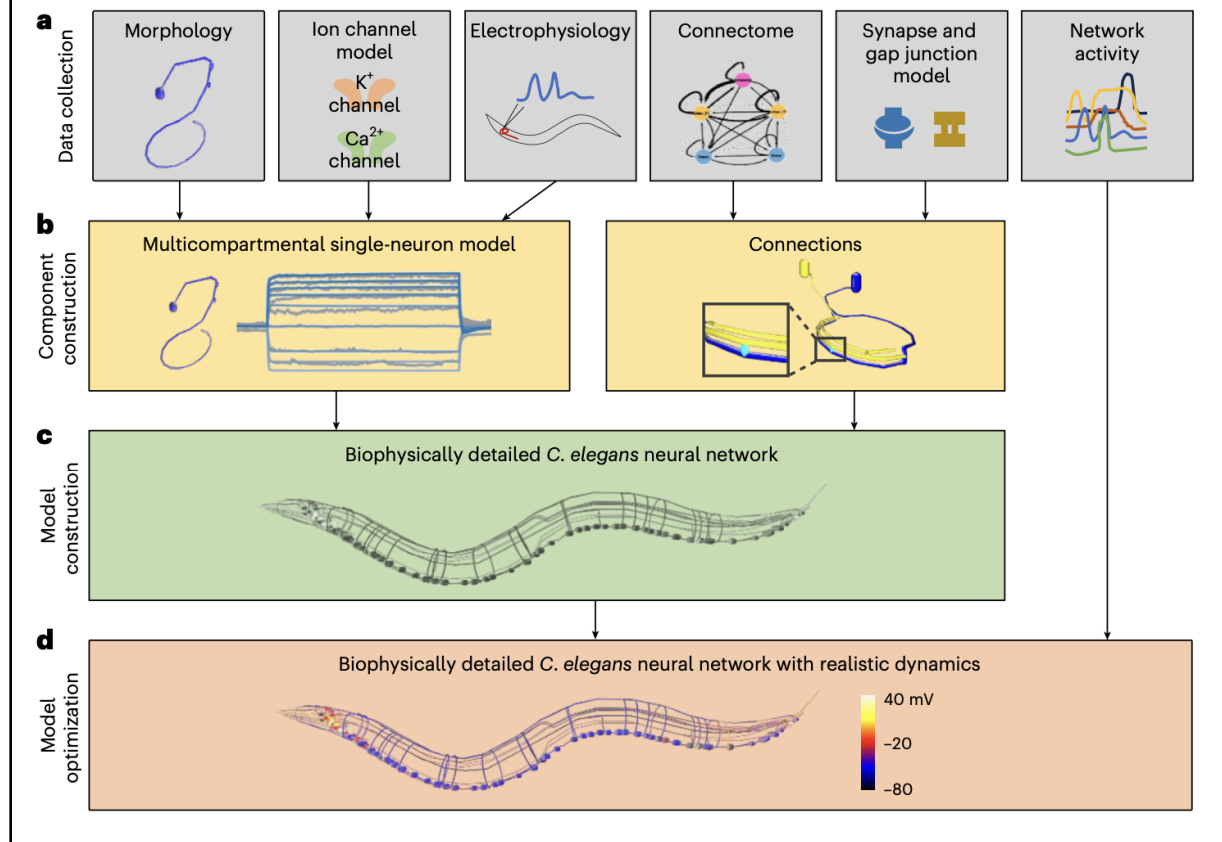 a
Data collection
Morphology
Ion channel
model
K+
channel
Ca2+
channel
Electrophysiology
Connectome
Synapse and
gap junction
model
Network
activity
b
Component
construction
Multicompartmental single-neuron model
Connections
c
Model
construction
Biophysically detailed C. elegans neural network
d
Model
optimization
Biophysically detailed C. elegans neural network with realistic dynamics
40 mV
–20
–80